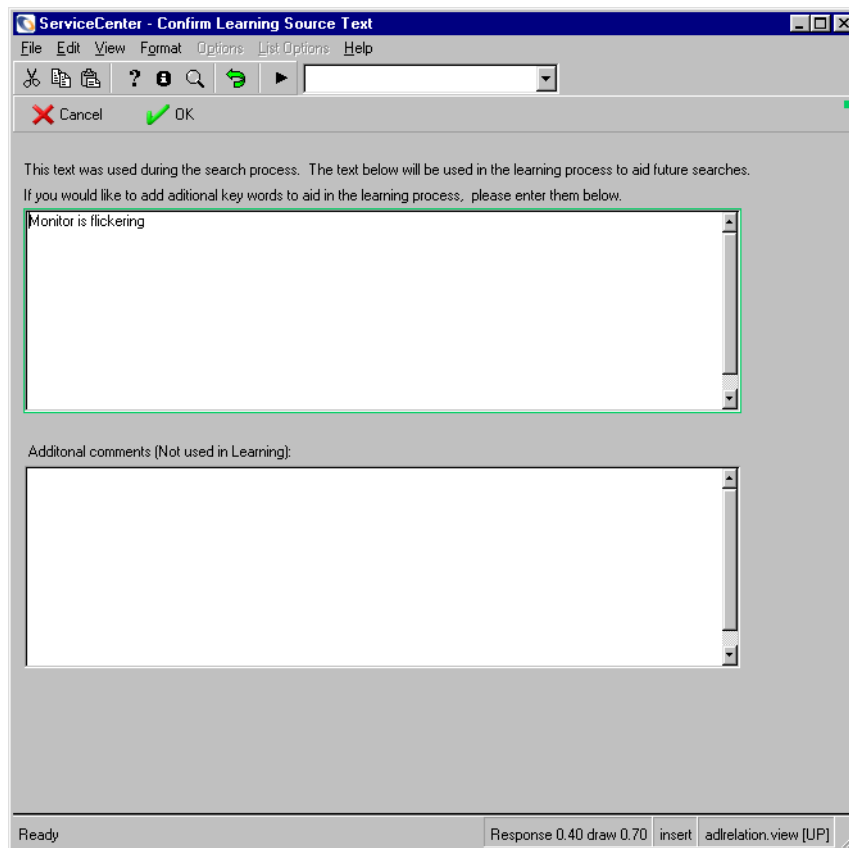 ServiceCenter - Confirm Learning Source Text
File Edit View Format Options List Options Help
Cancel OK
This text was used during the search process. The text below will be used in the learning process to aid future searches.
If you would like to add aditional key words to aid in the learning process, please enter them below.
Monitor is flickering
Additonal comments (Not used in Learning):
Ready Response 0.40 draw 0.70 insert adlrelation.view [UP]